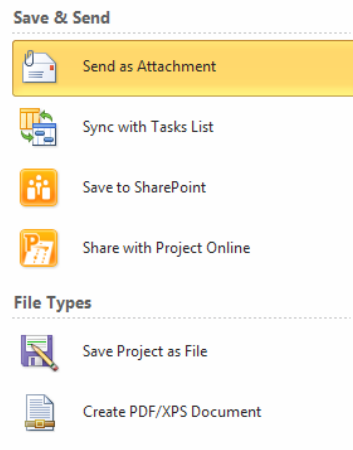 Save & Send
Send as Attachment
Sync with Tasks List
Save to SharePoint
Share with Project Online
File Types
Save Project as File
Create PDF/XPS Document